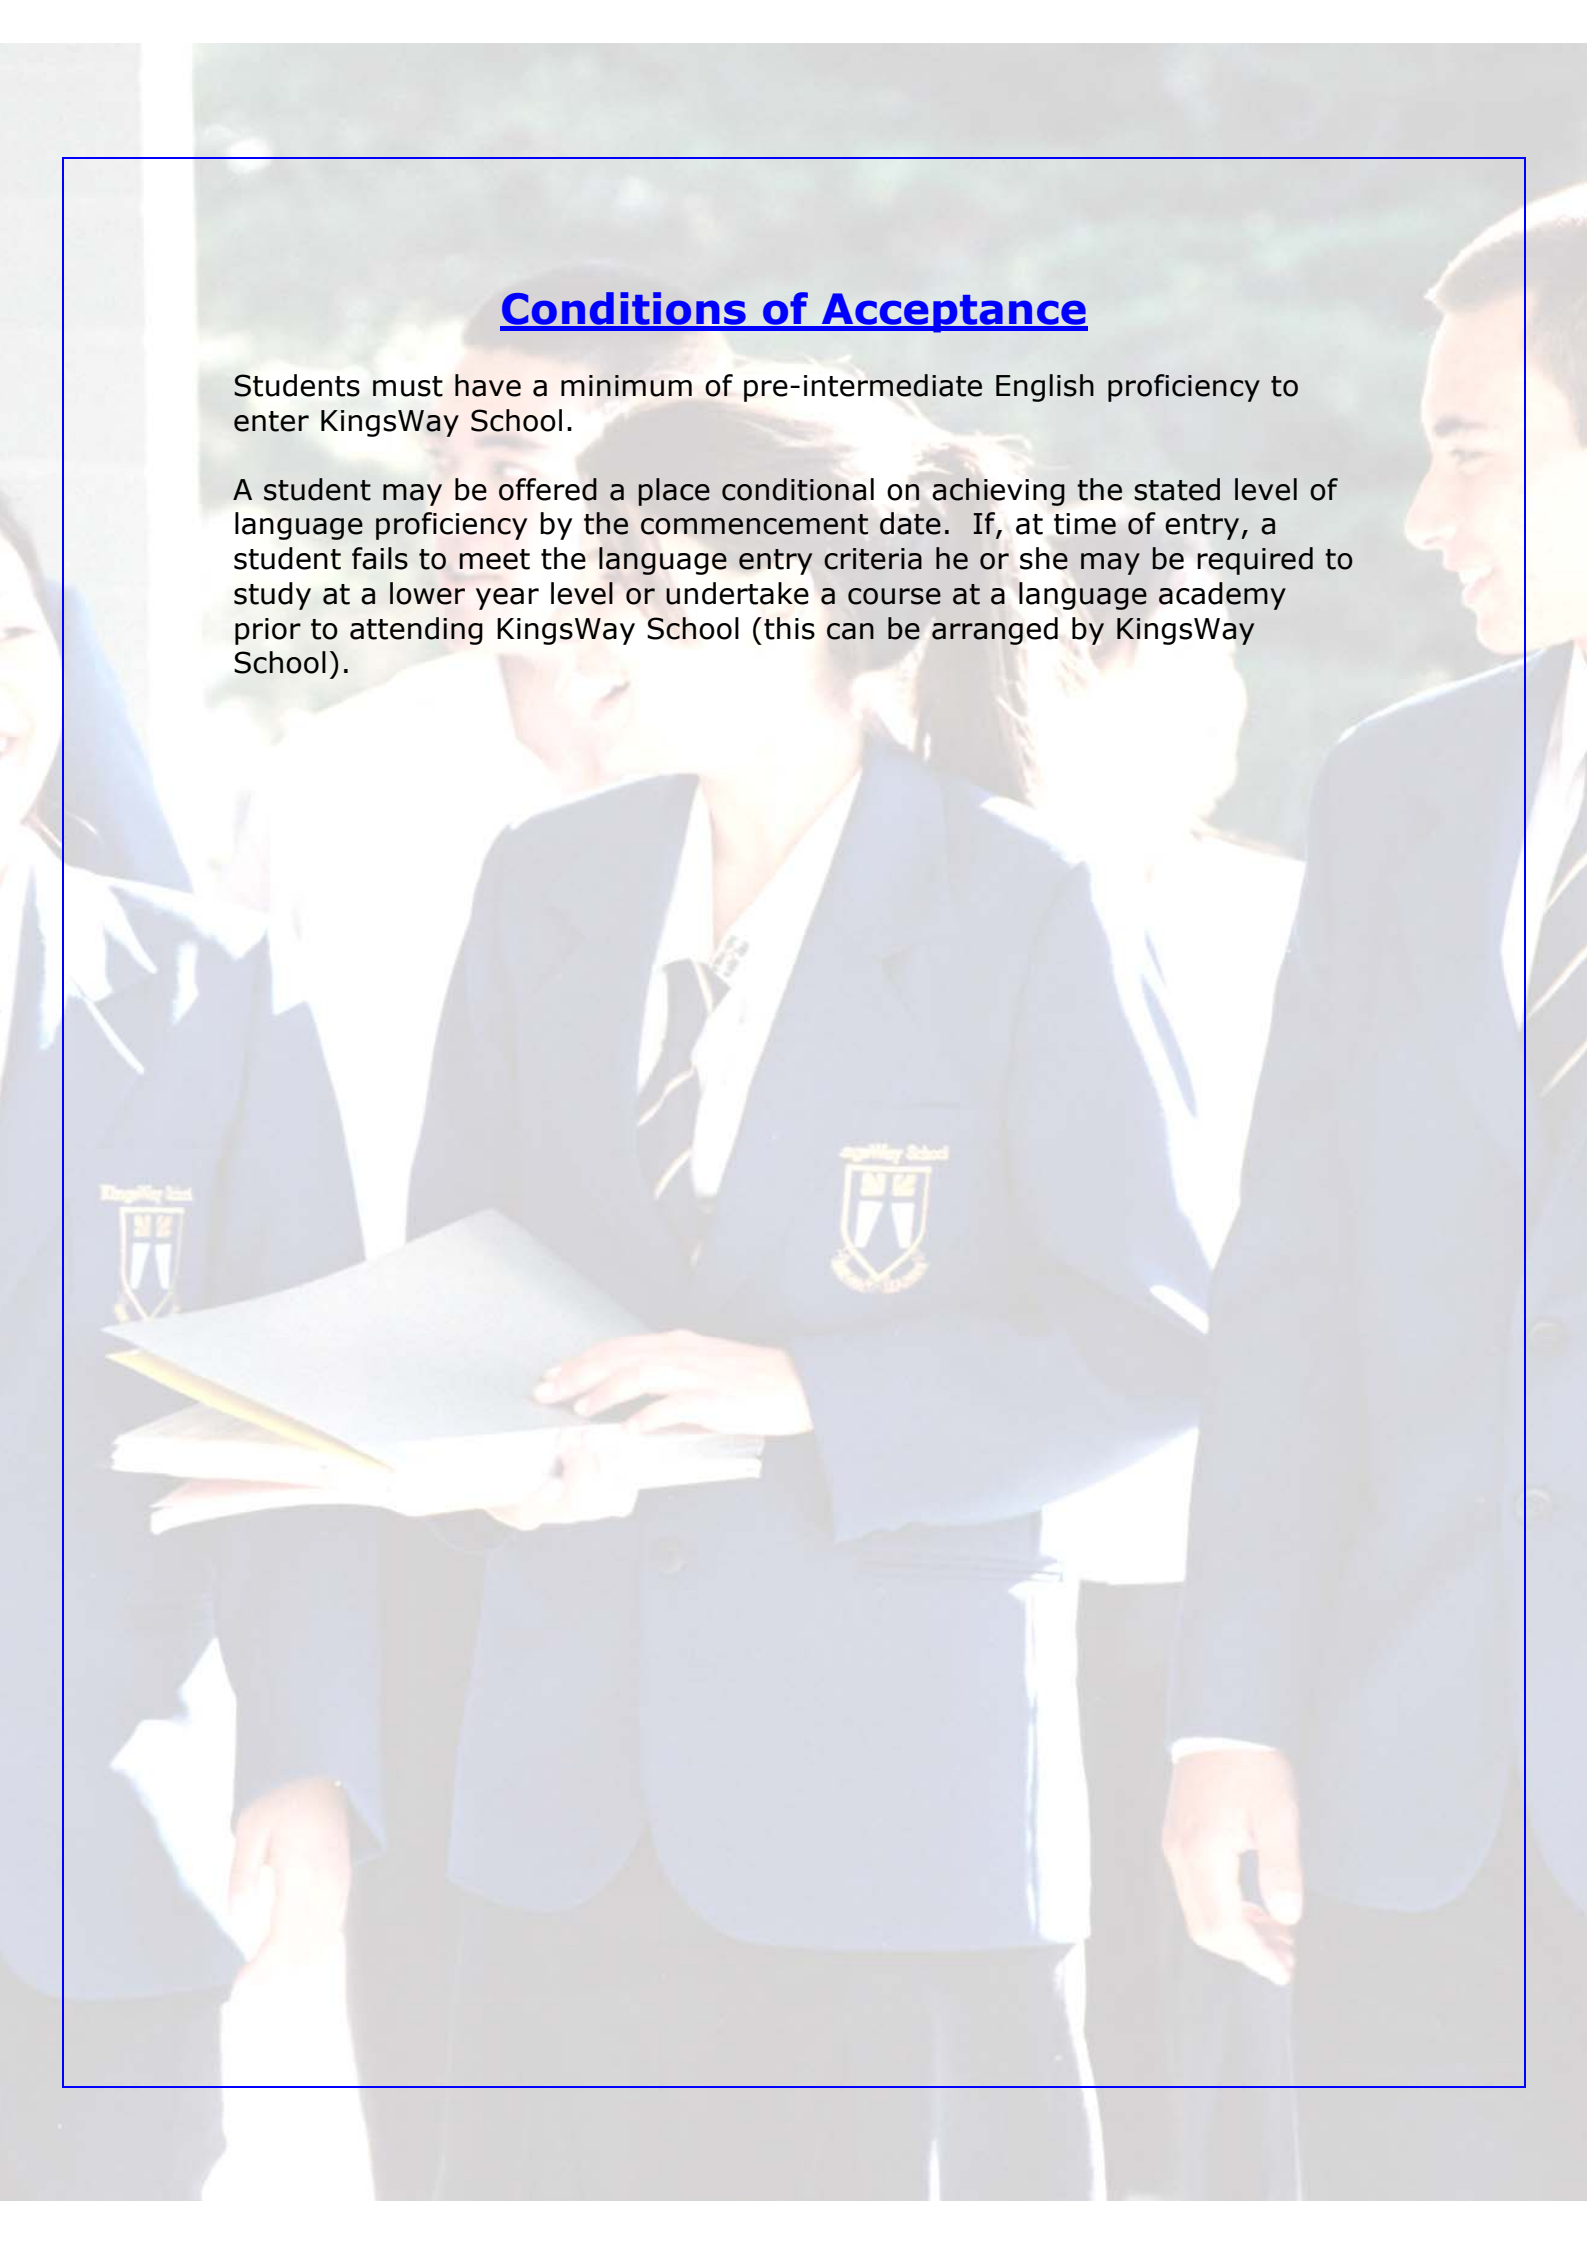 Conditions of Acceptance
Students must have a minimum of pre-intermediate English proficiency to
enter KingsWay School.
A student may be offered a place conditional on achieving the stated level of
language proficiency by the commencement date.  If, at time of entry, a
student fails to meet the language entry criteria he or she may be required to
study at a lower year level or undertake a course at a language academy
prior to attending KingsWay School (this can be arranged by KingsWay
School).
KingsWay School
ngsWay School